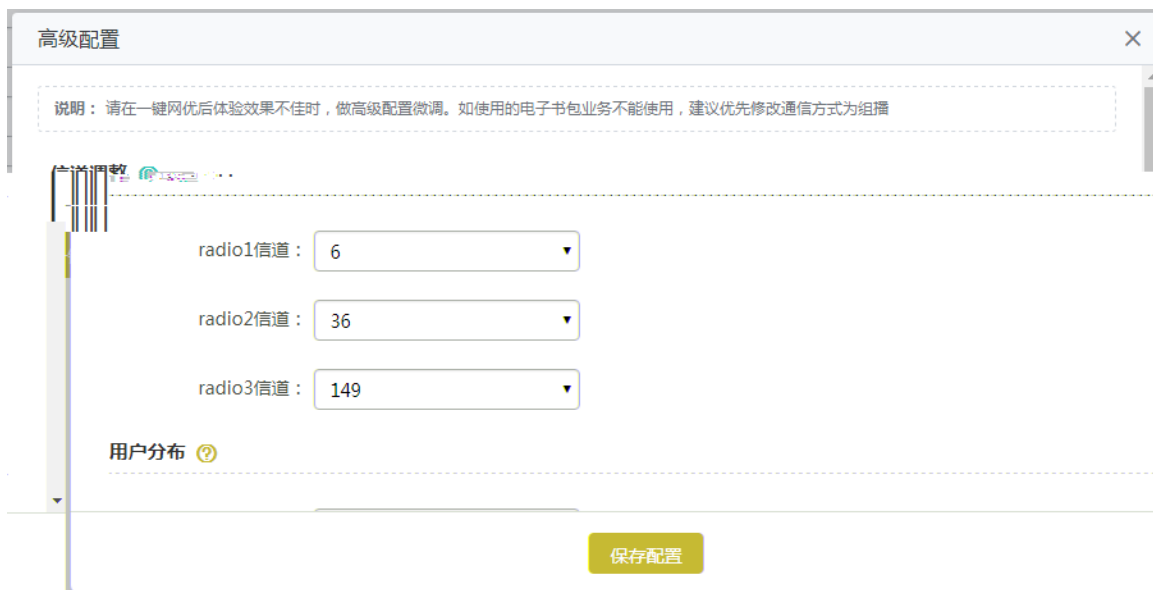 高级配置
说明： 请在一键网优后体验效果不佳时，做高级配置微调。如使用的电子书包业务不能使用，建议优先修改通信方式为组播
信道调整
radio1信道： 6
radio2信道： 36
radio3信道： 149
用户分布
保存配置